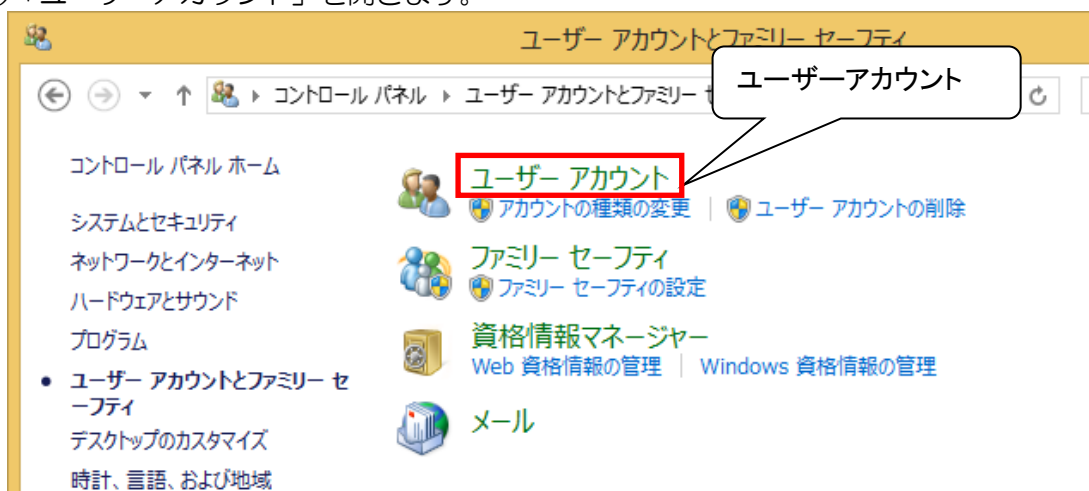 ユーザーアカウント」を開きます。
ユーザー アカウントとファミリー セーフティ
ユーザーアカウント
コントロール パネル ▸ ユーザー アカウントとファミリー
コントロール パネル ホーム
システムとセキュリティ
ネットワークとインターネット
ハードウェアとサウンド
プログラム
• ユーザー アカウントとファミリー セ
ーフティ
デスクトップのカスタマイズ
時計、言語、および地域
ユーザー アカウント
アカウントの種類の変更 | ユーザー アカウントの削除
ファミリー セーフティ
ファミリー セーフティの設定
資格情報マネージャー
Web 資格情報の管理 | Windows 資格情報の管理
メール